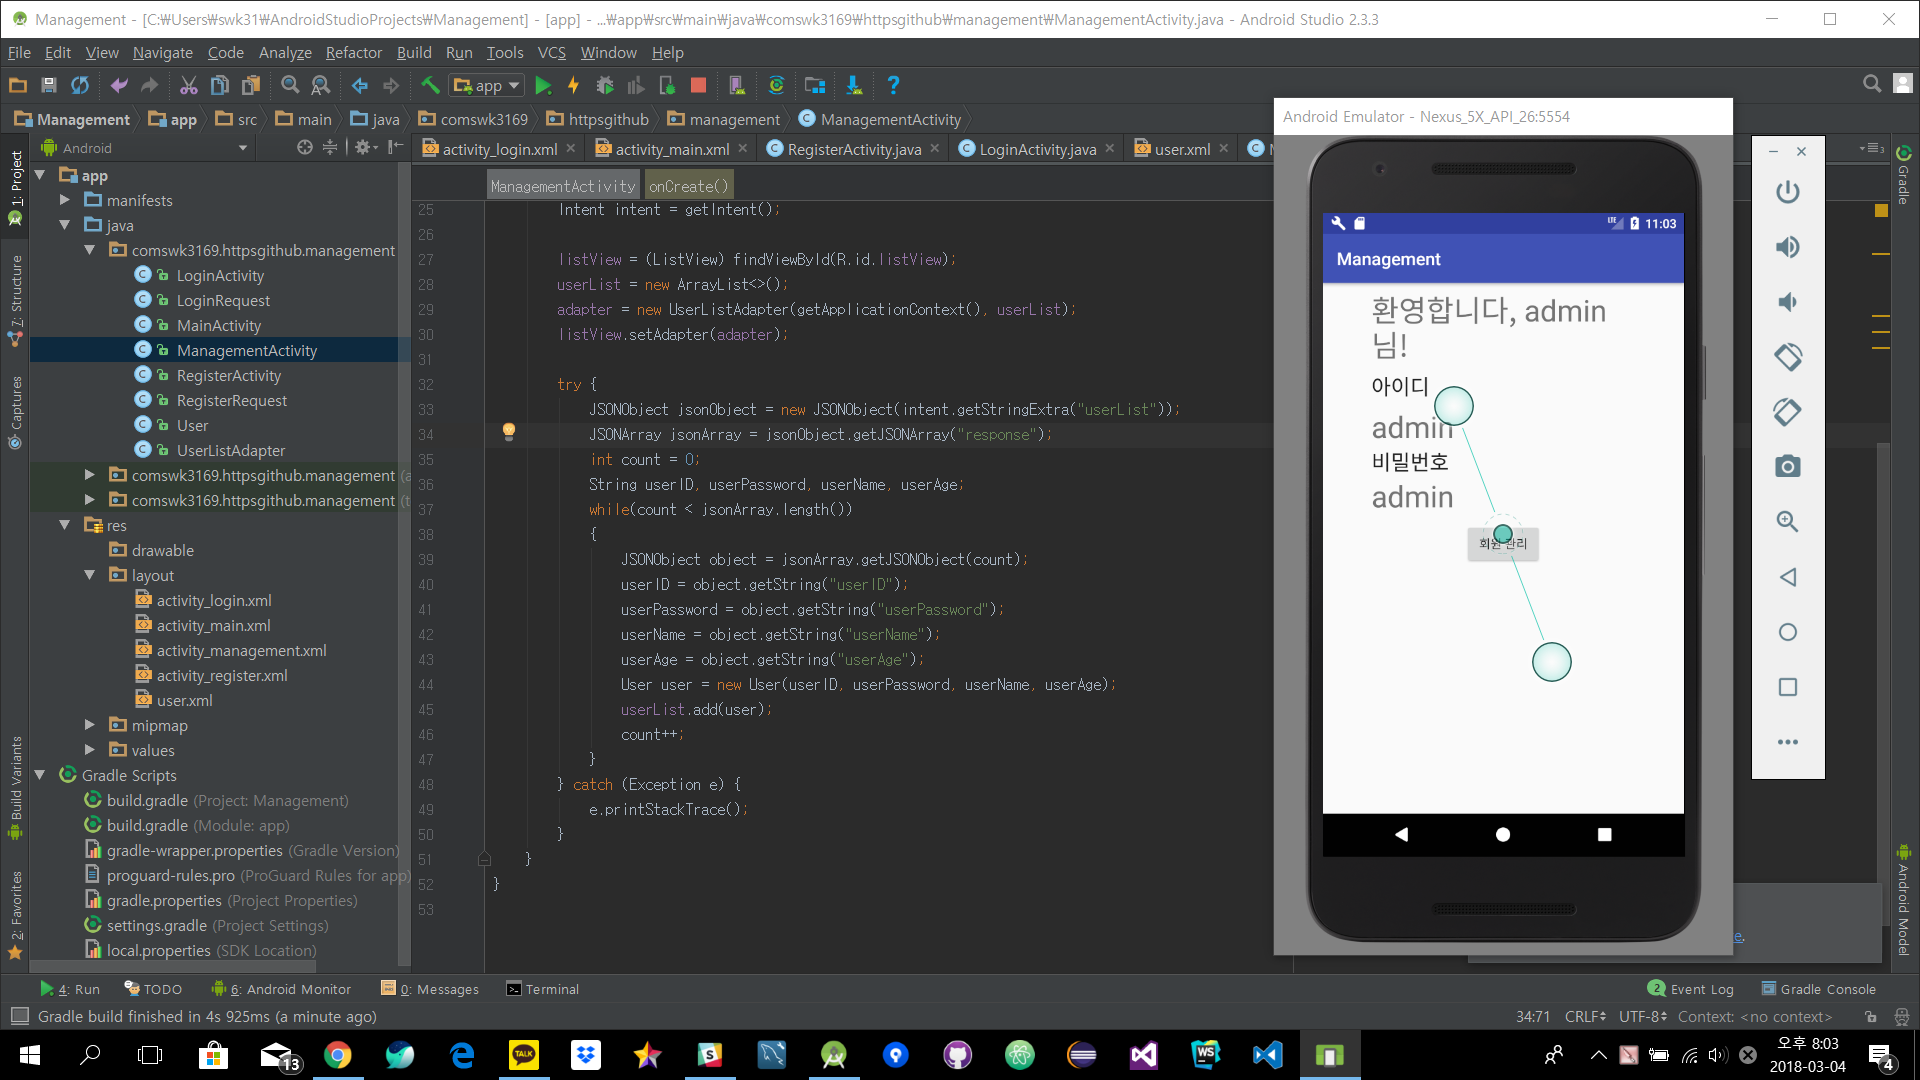 Management - [C:₩Users₩swk31₩AndroidStudioProjects₩Management] - [app] - ...₩app₩src₩main₩java₩comswk3169₩httpsgithub₩management₩ManagementActivity.java - Android Studio 2.3.3
File Edit View Navigate Code Analyze Refactor Build Run Tools VCS Window Help
app
Management app src main java comswk3169 httpsgithub management ManagementActivity
Android
activity_login.xml activity_main.xml RegisterActivity.java LoginActivity.java user.xml
ManagementActivity onCreate()
1: Project
7: Structure
Captures
Build Variants
2: Favorites
app
manifests
java
comswk3169.httpsgithub.management
LoginActivity
LoginRequest
MainActivity
ManagementActivity
RegisterActivity
RegisterRequest
User
UserListAdapter
comswk3169.httpsgithub.management (a
comswk3169.httpsgithub.management (t
res
drawable
layout
activity_login.xml
activity_main.xml
activity_management.xml
activity_register.xml
user.xml
mipmap
values
Gradle Scripts
build.gradle (Project: Management)
build.gradle (Module: app)
gradle-wrapper.properties (Gradle Version)
proguard-rules.pro (ProGuard Rules for app)
gradle.properties (Project Properties)
settings.gradle (Project Settings)
local.properties (SDK Location)
25 Intent intent = getIntent();
26
27 listView = (ListView) findViewById(R.id.listView);
28 userList = new ArrayList<>();
29 adapter = new UserListAdapter(getApplicationContext(), userList);
30 listView.setAdapter(adapter);
31
32 try {
33 JSONObject jsonObject = new JSONObject(intent.getStringExtra("userList"));
34 JSONArray jsonArray = jsonObject.getJSONArray("response");
35 int count = 0;
36 String userID, userPassword, userName, userAge;
37 while(count < jsonArray.length())
38 {
39 JSONObject object = jsonArray.getJSONObject(count);
40 userID = object.getString("userID");
41 userPassword = object.getString("userPassword");
42 userName = object.getString("userName");
43 userAge = object.getString("userAge");
44 User user = new User(userID, userPassword, userName, userAge);
45 userList.add(user);
46 count++;
47 }
48 } catch (Exception e) {
49 e.printStackTrace();
50 }
51 }
52 }
53
Android Emulator - Nexus_5X_API_26:5554
LTE 11:03
Management
환영합니다, admin
님!
아이디
admin
비밀번호
admin
회원 관리
3
Gradle
Android Model
e.
4: Run TODO 6: Android Monitor 0: Messages Terminal 2 Event Log Gradle Console
Gradle build finished in 4s 925ms (a minute ago) 34:71 CRLF UTF-8 Context: <no context>
13
TALK
WS
오후 8:03
2018-03-04
4